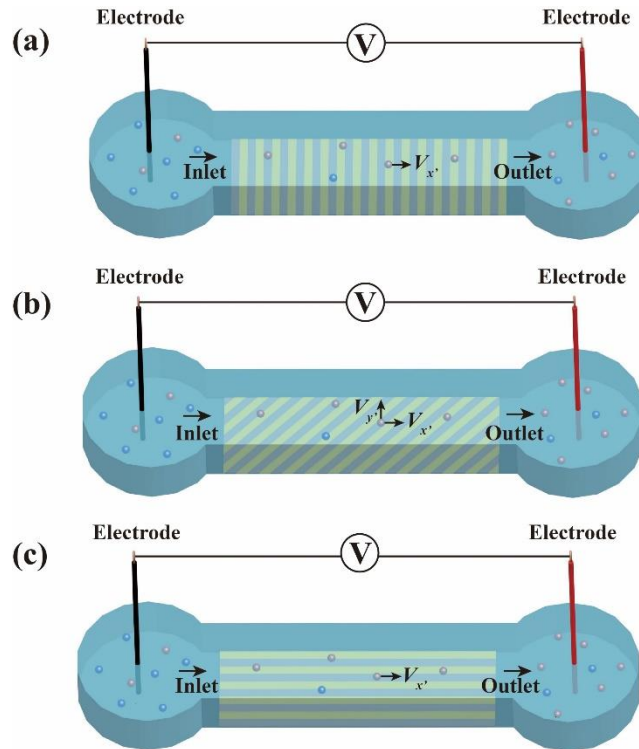 (a)
Electrode
Electrode
V
Inlet
Vx'
Outlet
(b)
Electrode
Electrode
V
Inlet
Vy'
Vx'
Outlet
(c)
Electrode
Electrode
V
Inlet
Vx'
Outlet